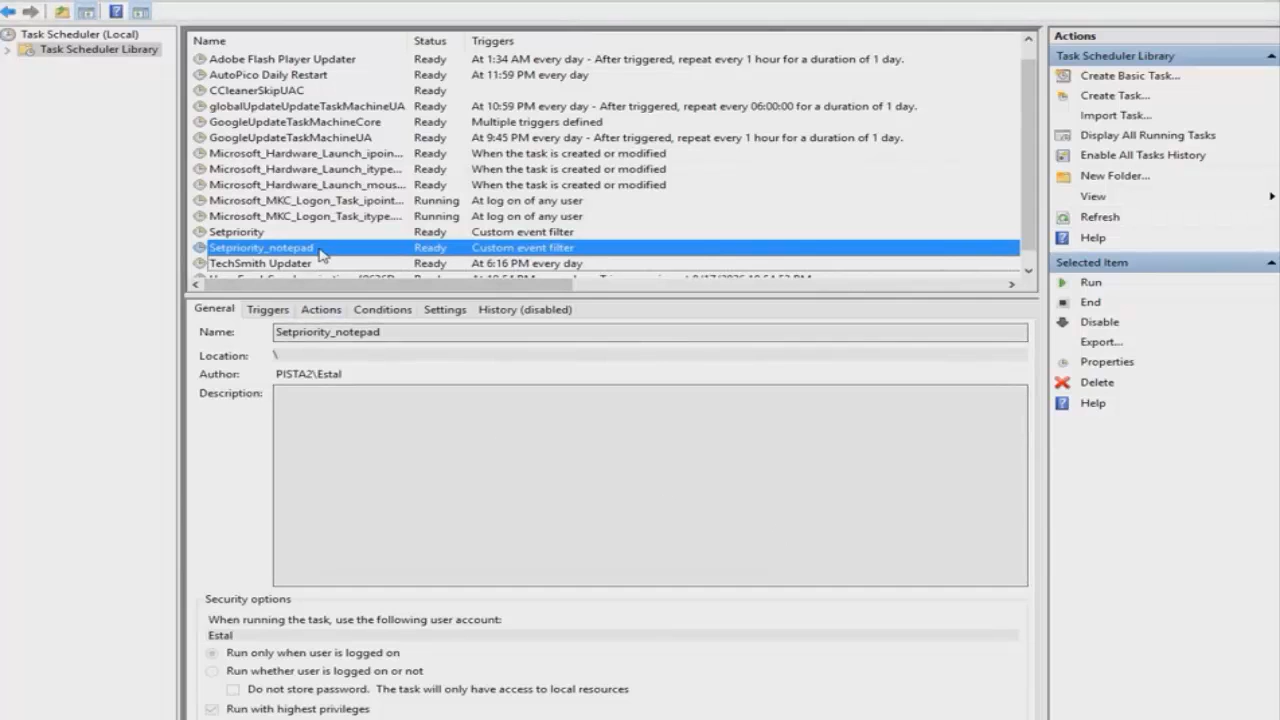 Task Scheduler (Local)
Task Scheduler Library
Name Status Triggers
Adobe Flash Player Updater Ready At 1:34 AM every day - After triggered, repeat every 1 hour for a duration of 1 day.
AutoPico Daily Restart Ready At 11:59 PM every day
CCleanerSkipUAC Ready
globalUpdateUpdateTaskMachineUA Ready At 10:59 PM every day - After triggered, repeat every 06:00:00 for a duration of 1 day.
GoogleUpdateTaskMachineCore Ready Multiple triggers defined
GoogleUpdateTaskMachineUA Ready At 9:45 PM every day - After triggered, repeat every 1 hour for a duration of 1 day.
Microsoft_Hardware_Launch_ipoin... Ready When the task is created or modified
Microsoft_Hardware_Launch_itype.... Ready When the task is created or modified
Microsoft_Hardware_Launch_mous... Ready When the task is created or modified
Microsoft_MKC_Logon_Task_ipoint... Running At log on of any user
Microsoft_MKC_Logon_Task_itype.... Running At log on of any user
Setpriority Ready Custom event filter
Setpriority_notepad Ready Custom event filter
TechSmith Updater Ready At 6:16 PM every day
General Triggers Actions Conditions Settings History (disabled)
Name: Setpriority_notepad
Location: \
Author: PISTA2\Estal
Description:
Security options
When running the task, use the following user account:
Estal
Run only when user is logged on
Run whether user is logged on or not
Do not store password. The task will only have access to local resources
Run with highest privileges
Actions
Task Scheduler Library
Create Basic Task...
Create Task...
Import Task...
Display All Running Tasks
Enable All Tasks History
New Folder...
View
Refresh
Help
Selected Item
Run
End
Disable
Export...
Properties
Delete
Help